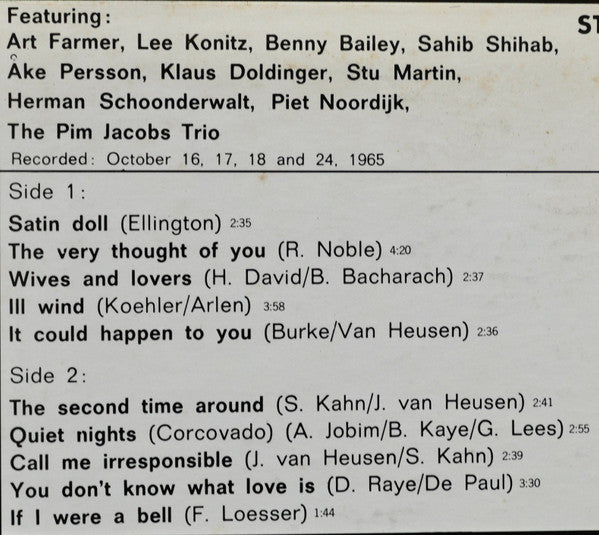 Featuring: ST
Art Farmer, Lee Konitz, Benny Bailey, Sahib Shihab,
Åke Persson, Klaus Doldinger, Stu Martin,
Herman Schoonderwalt, Piet Noordijk,
The Pim Jacobs Trio
Recorded: October 16, 17, 18 and 24, 1965
Side 1:
Satin doll (Ellington) 2:35
The very thought of you (R. Noble) 4:20
Wives and lovers (H. David/B. Bacharach) 2:37
Ill wind (Koehler/Arlen) 3:58
It could happen to you (Burke/Van Heusen) 2:36
Side 2:
The second time around (S. Kahn/J. van Heusen) 2:41
Quiet nights (Corcovado) (A. Jobim/B. Kaye/G. Lees) 2:55
Call me irresponsible (J. van Heusen/S. Kahn) 2:39
You don't know what love is (D. Raye/De Paul) 3:30
If I were a bell (F. Loesser) 1:44